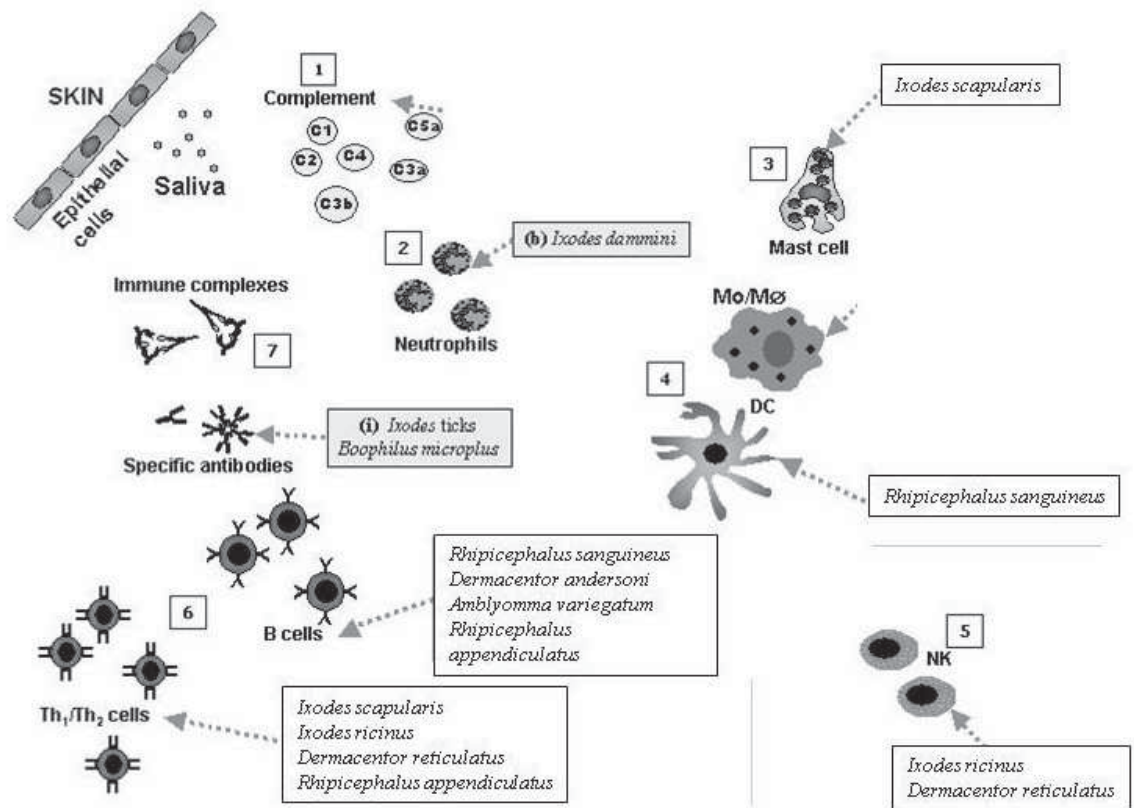 SKIN
Epithelial
cells
Saliva
1
Complement
C1
C2
C4
C5a
C3a
C3b
Ixodes scapularis
3
Mast cell
2
(h) Ixodes dammini
Neutrophils
Immune complexes
7
Mo/MØ
4
DC
(i) Ixodes ticks
Boophilus microplus
Specific antibodies
Rhipicephalus sanguineus
Rhipicephalus sanguineus
Dermacentor andersoni
Amblyomma variegatum
Rhipicephalus
appendiculatus
6
B cells
5
NK
Th1/Th2 cells
Ixodes scapularis
Ixodes ricinus
Dermacentor reticulatus
Rhipicephalus appendiculatus
Ixodes ricinus
Dermacentor reticulatus